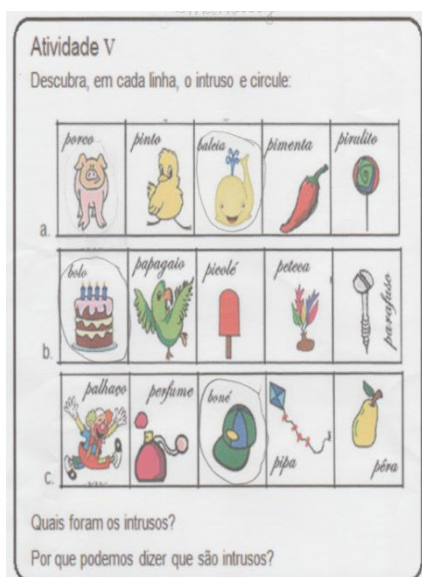 Atividade V
Descubra, em cada linha, o intruso e circule:
porco pinto baleia pimenta pirulito
a.
bolo papagaio picolé peteca parafuso
b.
palhaço perfume boné pipa pêra
c.
Quais foram os intrusos?
Por que podemos dizer que são intrusos?